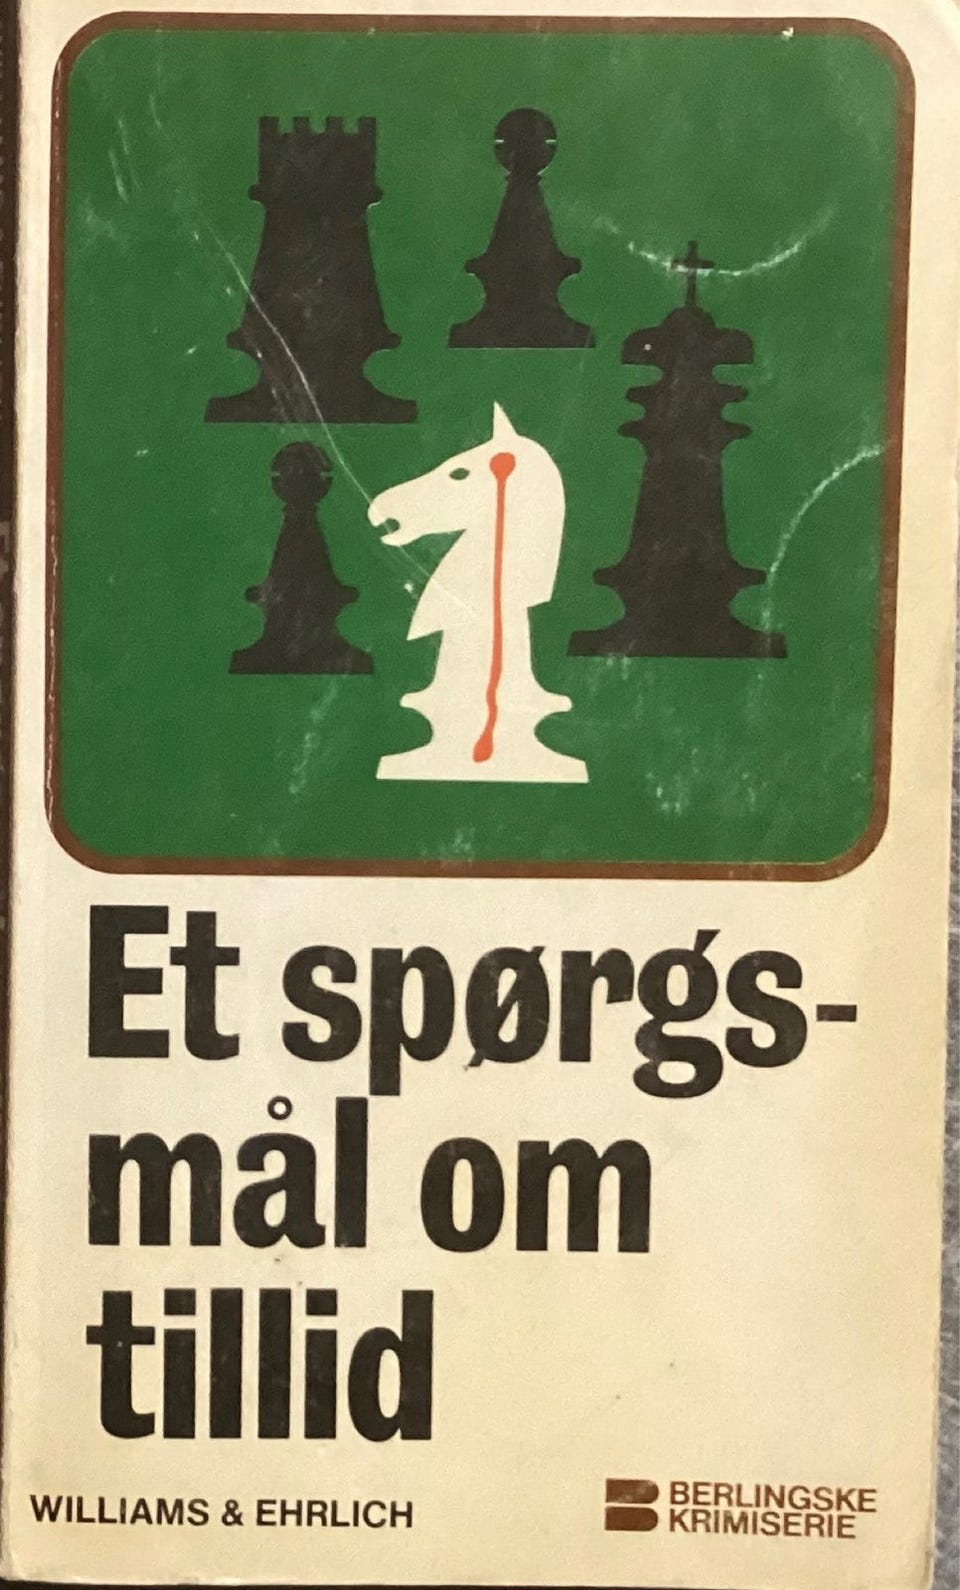 Et spørgs-
mål om
tillid
WILLIAMS & EHRLICH
BERLINGSKE
KRIMISERIE